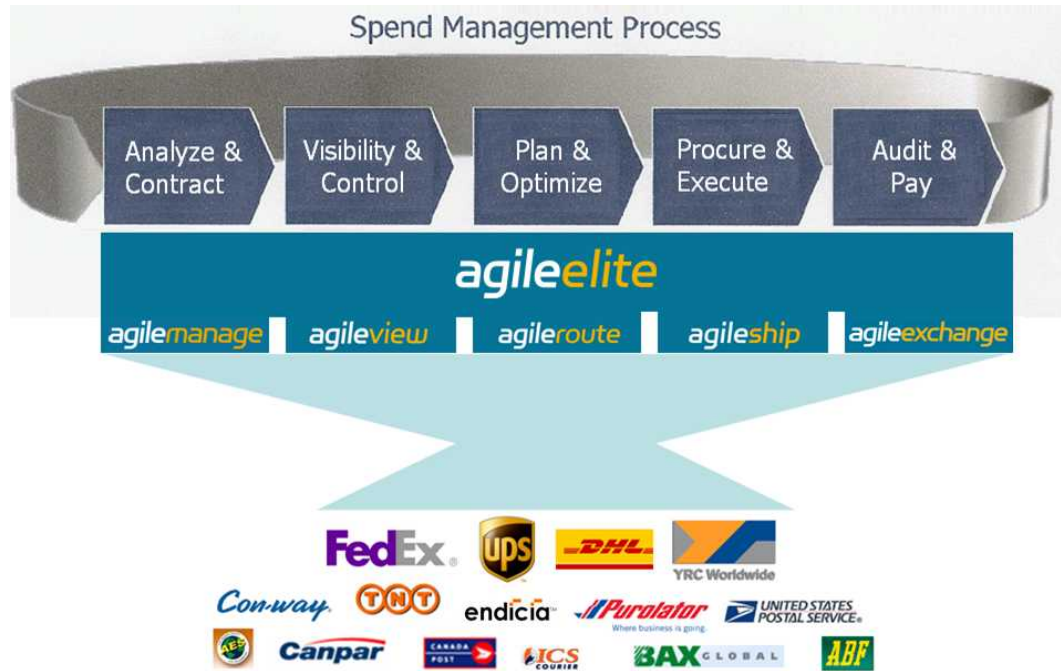 Spend Management Process
Analyze &
Contract
Visibility &
Control
Plan &
Optimize
Procure &
Execute
Audit &
Pay
agileelite
agilemanage
agileview
agileroute
agileship
agileexchange
FedEx®
ups
DHL
YRC Worldwide
Con-way.
TNT
endicia™
Purolator
Where business is going.
UNITED STATES
POSTAL SERVICE®
AES
Canpar
CANADA
POST
ICS
COURIER
BAX GLOBAL
ABF